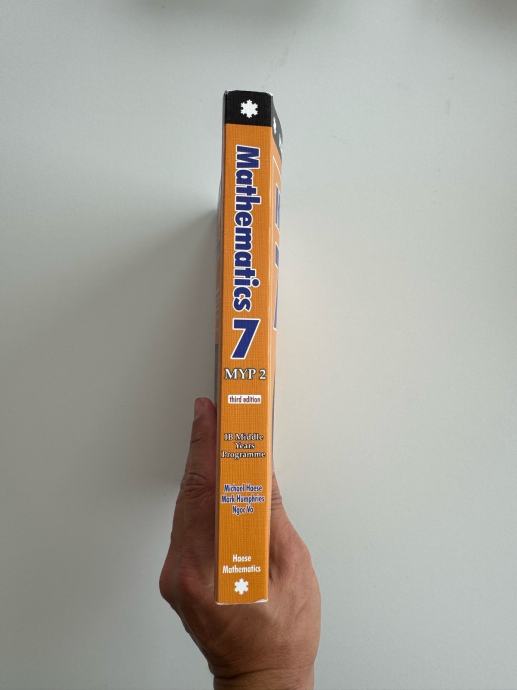 Mathematics 7
MYP 2
third edition
IB Middle
Years
Programme
Michael Haese
Mark Humphries
Ngoc Vo
Haese
Mathematics